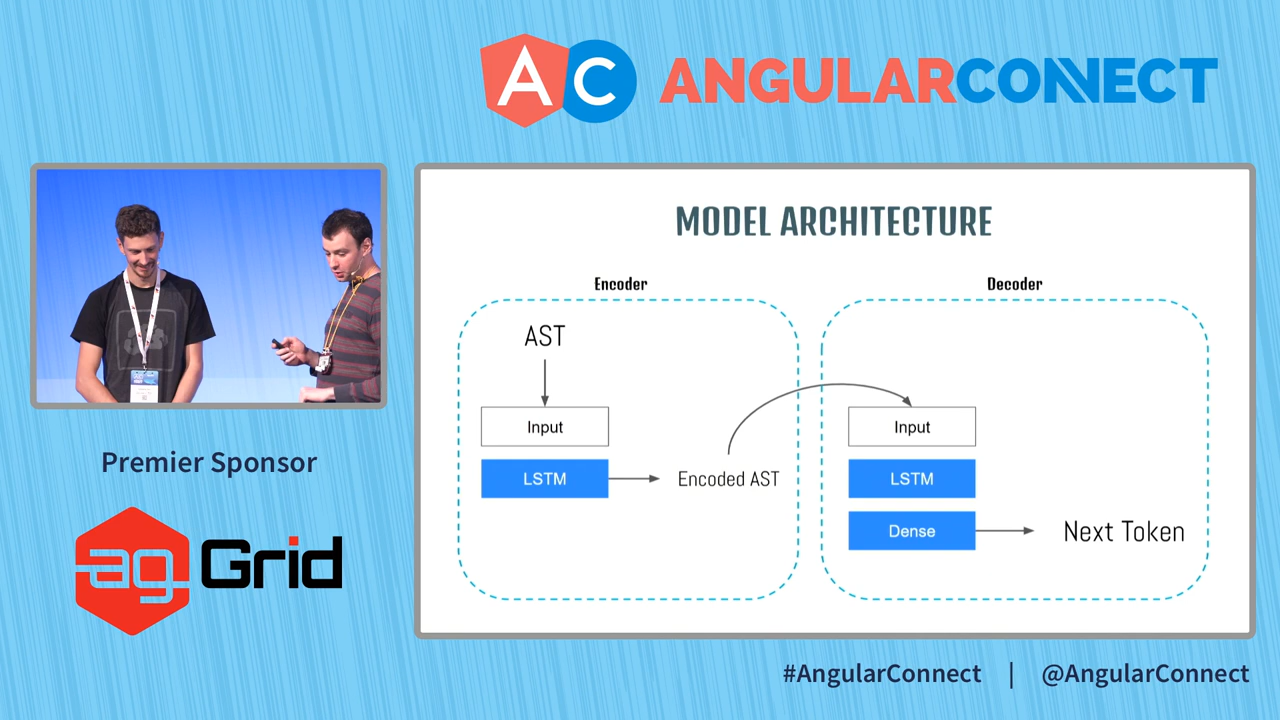 AC ANGULARCONNECT
MODEL ARCHITECTURE
Encoder
Decoder
AST
Input
LSTM
Encoded AST
Input
LSTM
Dense
Next Token
Premier Sponsor
ag Grid
#AngularConnect | @AngularConnect